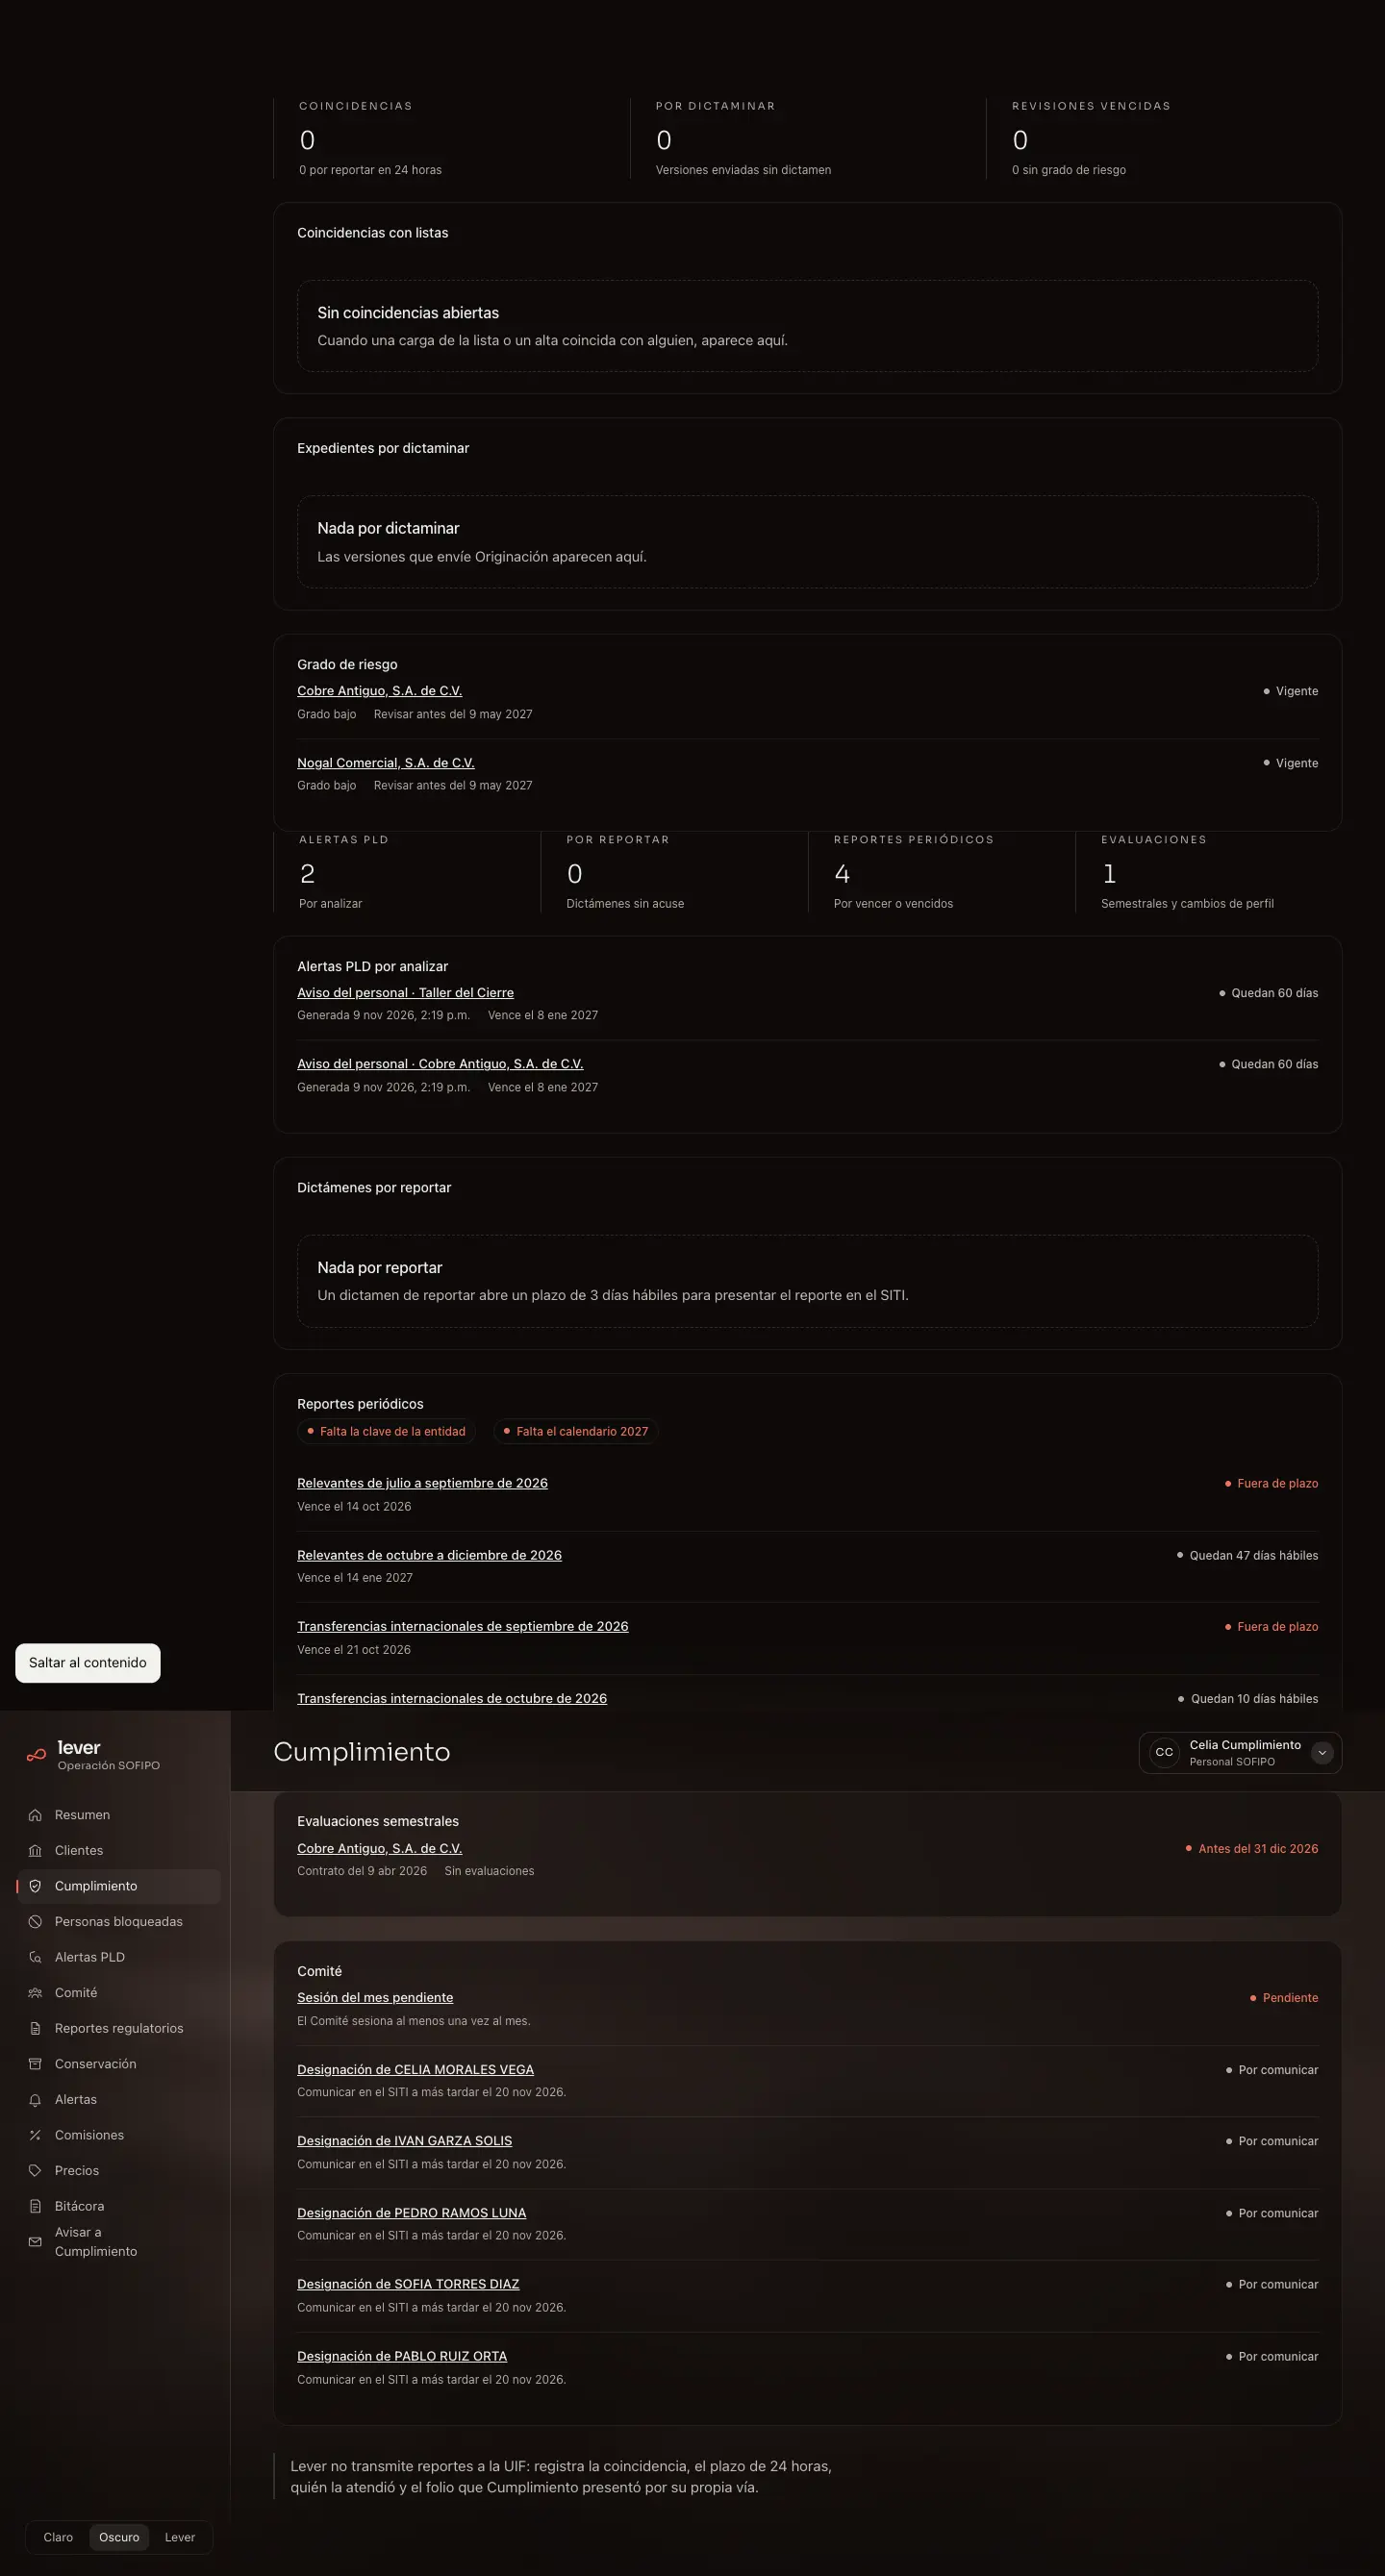 COINCIDENCIAS
0
0 por reportar en 24 horas
POR DICTAMINAR
0
Versiones enviadas sin dictamen
REVISIONES VENCIDAS
0
0 sin grado de riesgo
Coincidencias con listas
Sin coincidencias abiertas
Cuando una carga de la lista o un alta coincida con alguien, aparece aquí.
Expedientes por dictaminar
Nada por dictaminar
Las versiones que envíe Originación aparecen aquí.
Grado de riesgo
Cobre Antiguo, S.A. de C.V.
Vigente
Grado bajo Revisar antes del 9 may 2027
Nogal Comercial, S.A. de C.V.
Vigente
Grado bajo Revisar antes del 9 may 2027
ALERTAS PLD
2
Por analizar
POR REPORTAR
0
Dictámenes sin acuse
REPORTES PERIÓDICOS
4
Por vencer o vencidos
EVALUACIONES
1
Semestrales y cambios de perfil
Alertas PLD por analizar
Aviso del personal · Taller del Cierre
Quedan 60 días
Generada 9 nov 2026, 2:19 p.m. Vence el 8 ene 2027
Aviso del personal · Cobre Antiguo, S.A. de C.V.
Quedan 60 días
Generada 9 nov 2026, 2:19 p.m. Vence el 8 ene 2027
Dictámenes por reportar
Nada por reportar
Un dictamen de reportar abre un plazo de 3 días hábiles para presentar el reporte en el SITI.
Reportes periódicos
Falta la clave de la entidad
Falta el calendario 2027
Relevantes de julio a septiembre de 2026
Fuera de plazo
Vence el 14 oct 2026
Relevantes de octubre a diciembre de 2026
Quedan 47 días hábiles
Vence el 14 ene 2027
Transferencias internacionales de septiembre de 2026
Fuera de plazo
Vence el 21 oct 2026
Transferencias internacionales de octubre de 2026
Quedan 10 días hábiles
Saltar al contenido
lever
Operación SOFIPO
Resumen
Clientes
Cumplimiento
Personas bloqueadas
Alertas PLD
Comité
Reportes regulatorios
Conservación
Alertas
Comisiones
Precios
Bitácora
Avisar a
Cumplimiento
Claro
Oscuro
Lever
Cumplimiento
CC
Celia Cumplimiento
Personal SOFIPO
Evaluaciones semestrales
Cobre Antiguo, S.A. de C.V.
Antes del 31 dic 2026
Contrato del 9 abr 2026 Sin evaluaciones
Comité
Sesión del mes pendiente
Pendiente
El Comité sesiona al menos una vez al mes.
Designación de CELIA MORALES VEGA
Por comunicar
Comunicar en el SITI a más tardar el 20 nov 2026.
Designación de IVAN GARZA SOLIS
Por comunicar
Comunicar en el SITI a más tardar el 20 nov 2026.
Designación de PEDRO RAMOS LUNA
Por comunicar
Comunicar en el SITI a más tardar el 20 nov 2026.
Designación de SOFIA TORRES DIAZ
Por comunicar
Comunicar en el SITI a más tardar el 20 nov 2026.
Designación de PABLO RUIZ ORTA
Por comunicar
Comunicar en el SITI a más tardar el 20 nov 2026.
Lever no transmite reportes a la UIF: registra la coincidencia, el plazo de 24 horas,
quién la atendió y el folio que Cumplimiento presentó por su propia vía.